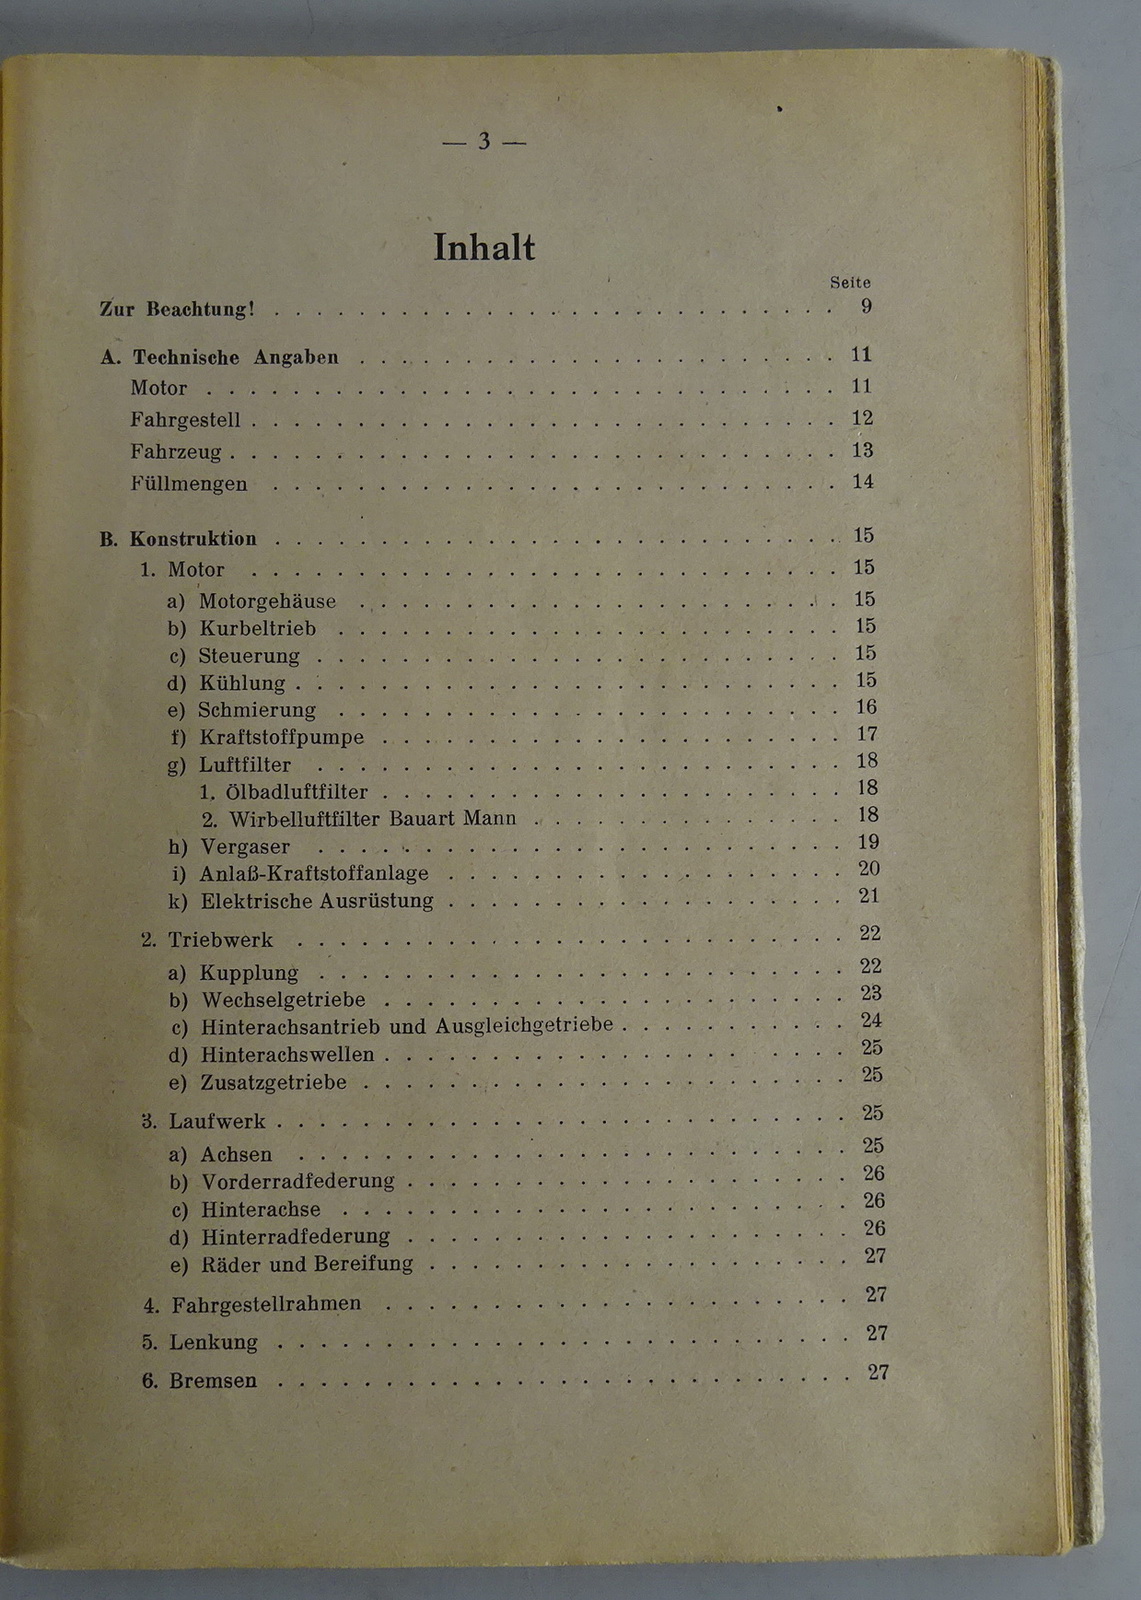 — 3 —
Inhalt
Seite
Zur Beachtung! . . . . . . . . . . . . . . . . . . . . . . . . . . . 9
A. Technische Angaben . . . . . . . . . . . . . . . . . . . . . . . 11
Motor . . . . . . . . . . . . . . . . . . . . . . . . . . . . . . 11
Fahrgestell . . . . . . . . . . . . . . . . . . . . . . . . . . . . 12
Fahrzeug . . . . . . . . . . . . . . . . . . . . . . . . . . . . . 13
Füllmengen . . . . . . . . . . . . . . . . . . . . . . . . . . . 14
B. Konstruktion . . . . . . . . . . . . . . . . . . . . . . . . . . . 15
1. Motor . . . . . . . . . . . . . . . . . . . . . . . . . . . . 15
a) Motorgehäuse . . . . . . . . . . . . . . . . . . . . . . . 15
b) Kurbeltrieb . . . . . . . . . . . . . . . . . . . . . . . . 15
c) Steuerung . . . . . . . . . . . . . . . . . . . . . . . . . 15
d) Kühlung . . . . . . . . . . . . . . . . . . . . . . . . . . 15
e) Schmierung . . . . . . . . . . . . . . . . . . . . . . . . 16
f) Kraftstoffpumpe . . . . . . . . . . . . . . . . . . . . . . 17
g) Luftfilter . . . . . . . . . . . . . . . . . . . . . . . . . 18
1. Ölbadluftfilter . . . . . . . . . . . . . . . . . . . . . . 18
2. Wirbelluftfilter Bauart Mann . . . . . . . . . . . . . . . 18
h) Vergaser . . . . . . . . . . . . . . . . . . . . . . . . . 19
i) Anlaß-Kraftstoffanlage . . . . . . . . . . . . . . . . . . . 20
k) Elektrische Ausrüstung . . . . . . . . . . . . . . . . . . . 21
2. Triebwerk . . . . . . . . . . . . . . . . . . . . . . . . . . 22
a) Kupplung . . . . . . . . . . . . . . . . . . . . . . . . . 22
b) Wechselgetriebe . . . . . . . . . . . . . . . . . . . . . . 23
c) Hinterachsantrieb und Ausgleichgetriebe . . . . . . . . . . . 24
d) Hinterachswellen . . . . . . . . . . . . . . . . . . . . . 25
e) Zusatzgetriebe . . . . . . . . . . . . . . . . . . . . . . . 25
3. Laufwerk . . . . . . . . . . . . . . . . . . . . . . . . . . . 25
a) Achsen . . . . . . . . . . . . . . . . . . . . . . . . . . 25
b) Vorderradfederung . . . . . . . . . . . . . . . . . . . . . 26
c) Hinterachse . . . . . . . . . . . . . . . . . . . . . . . . 26
d) Hinterradfederung . . . . . . . . . . . . . . . . . . . . . 26
e) Räder und Bereifung . . . . . . . . . . . . . . . . . . . . 27
4. Fahrgestellrahmen . . . . . . . . . . . . . . . . . . . . . . 27
5. Lenkung . . . . . . . . . . . . . . . . . . . . . . . . . . . 27
6. Bremsen . . . . . . . . . . . . . . . . . . . . . . . . . . . 27